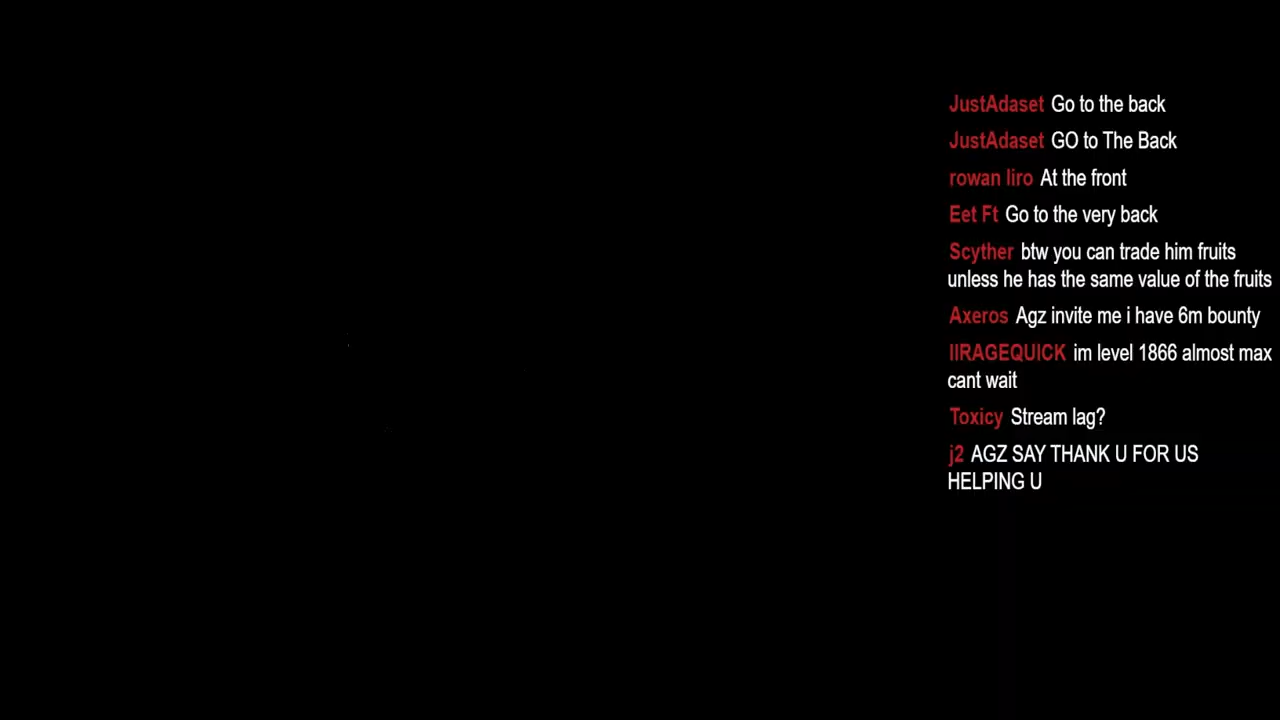 JustAdaset Go to the back
JustAdaset GO to The Back
rowan liro At the front
Eet Ft Go to the very back
Scyther btw you can trade him fruits
unless he has the same value of the fruits
Axeros Agz invite me i have 6m bounty
IIRAGEQUICK im level 1866 almost max
cant wait
Toxicy Stream lag?
j2 AGZ SAY THANK U FOR US
HELPING U